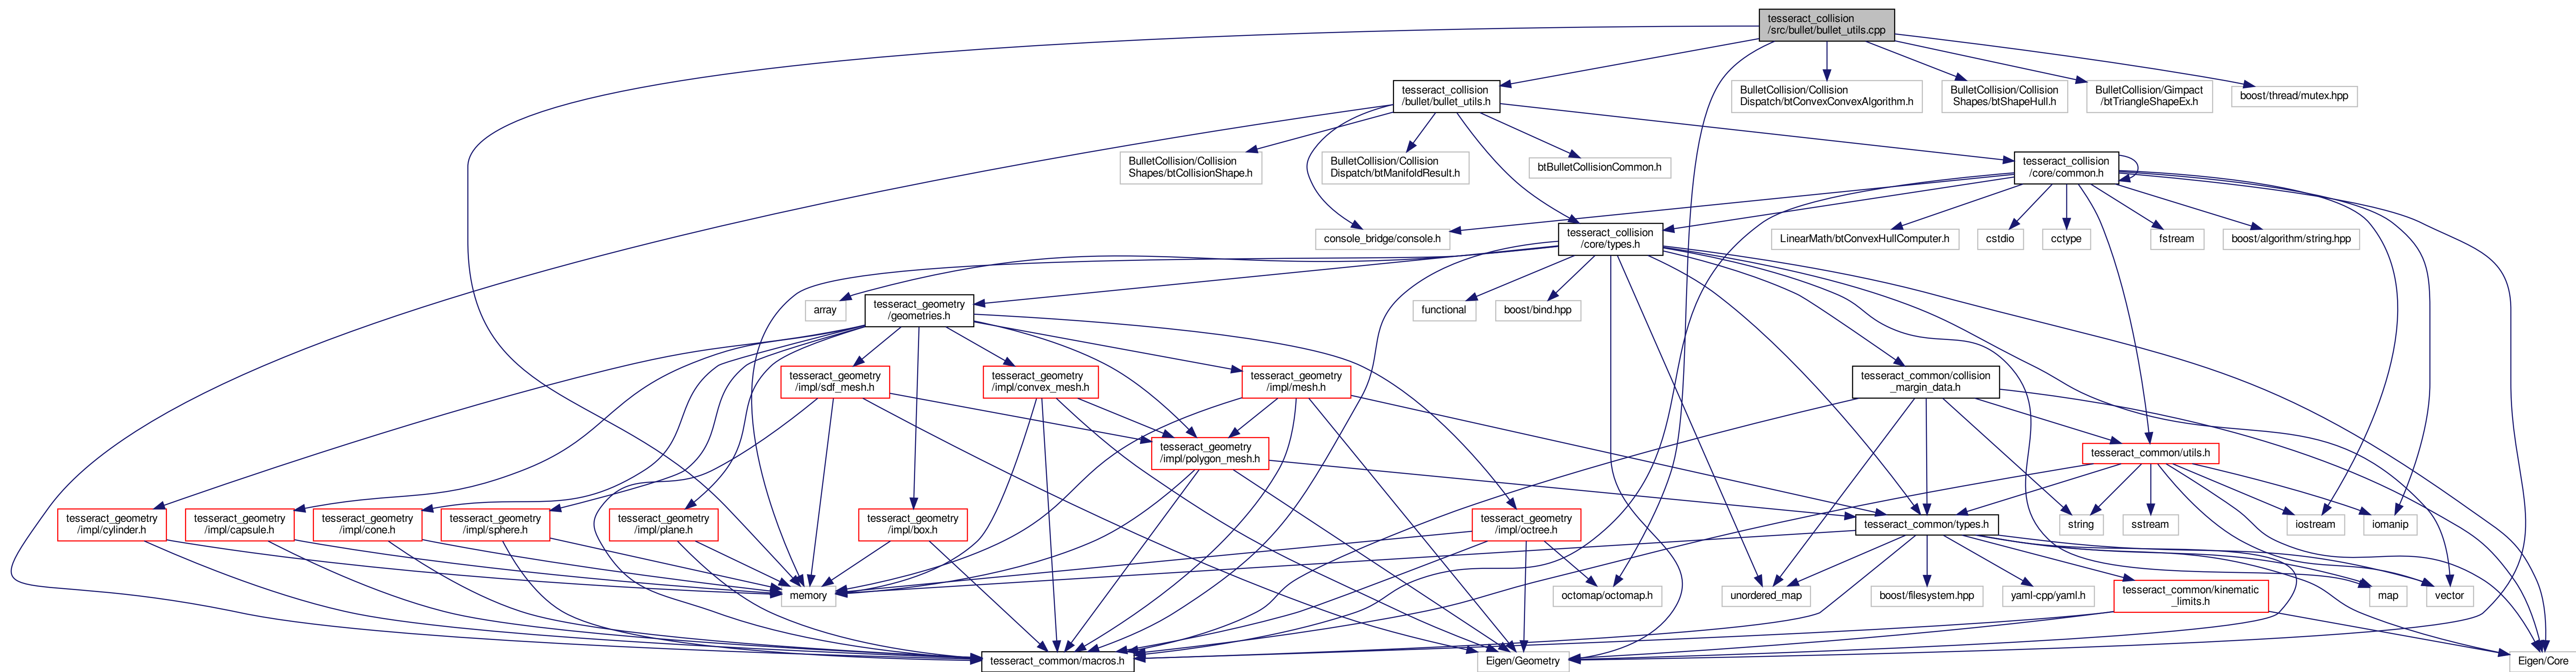 tesseract_collision
/src/bullet/bullet_utils.cpp
tesseract_collision
/bullet/bullet_utils.h
BulletCollision/Collision
Dispatch/btConvexConvexAlgorithm.h
BulletCollision/Collision
Shapes/btShapeHull.h
BulletCollision/Gimpact
/btTriangleShapeEx.h
boost/thread/mutex.hpp
BulletCollision/Collision
Shapes/btCollisionShape.h
BulletCollision/Collision
Dispatch/btManifoldResult.h
btBulletCollisionCommon.h
tesseract_collision
/core/common.h
console_bridge/console.h
tesseract_collision
/core/types.h
LinearMath/btConvexHullComputer.h
cstdio
cctype
fstream
boost/algorithm/string.hpp
array
tesseract_geometry
/geometries.h
functional
boost/bind.hpp
tesseract_geometry
/impl/sdf_mesh.h
tesseract_geometry
/impl/convex_mesh.h
tesseract_geometry
/impl/mesh.h
tesseract_common/collision
_margin_data.h
tesseract_geometry
/impl/polygon_mesh.h
tesseract_common/utils.h
tesseract_geometry
/impl/cylinder.h
tesseract_geometry
/impl/capsule.h
tesseract_geometry
/impl/cone.h
tesseract_geometry
/impl/sphere.h
tesseract_geometry
/impl/plane.h
tesseract_geometry
/impl/box.h
tesseract_geometry
/impl/octree.h
tesseract_common/types.h
string
sstream
iostream
iomanip
memory
octomap/octomap.h
unordered_map
boost/filesystem.hpp
yaml-cpp/yaml.h
tesseract_common/kinematic
_limits.h
map
vector
tesseract_common/macros.h
Eigen/Geometry
Eigen/Core